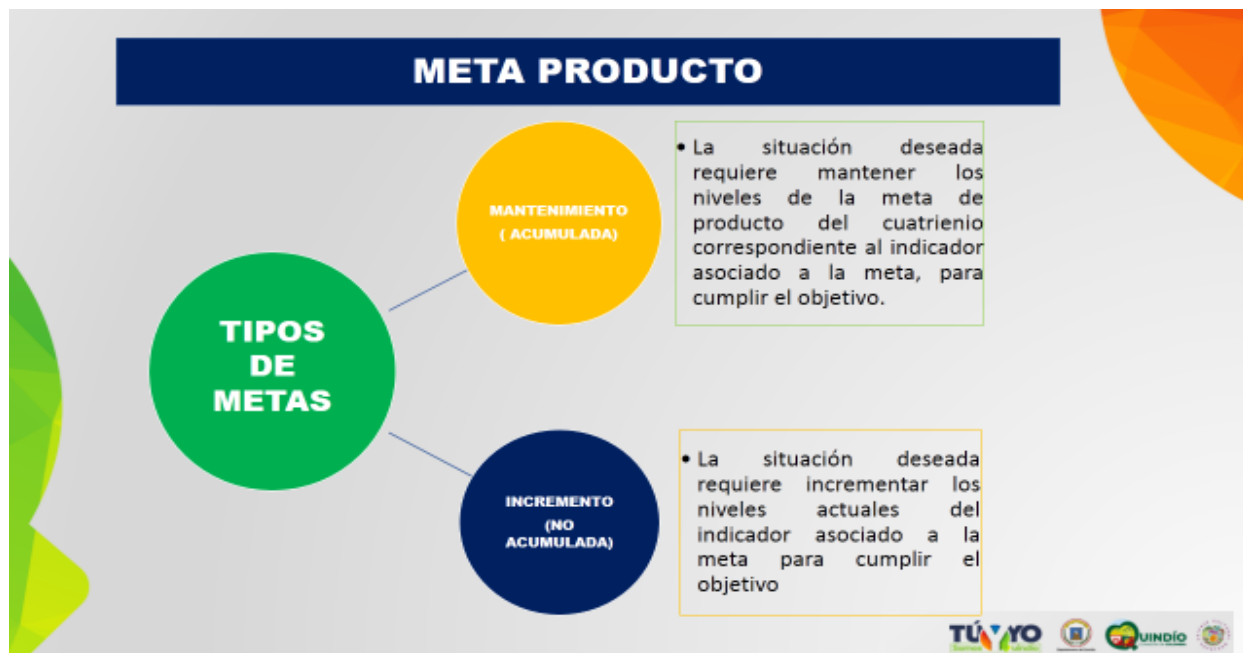 META PRODUCTO
MANTENIMIENTO
( ACUMULADA)
• La situación deseada
requiere mantener los
niveles de la meta de
producto del cuatrienio
correspondiente al indicador
asociado a la meta, para
cumplir el objetivo.
TIPOS
DE
METAS
INCREMENTO
(NO
ACUMULADA)
• La situación deseada
requiere incrementar los
niveles actuales del
indicador asociado a la
meta para cumplir el
objetivo
TÚ Y YO
QUINDÍO